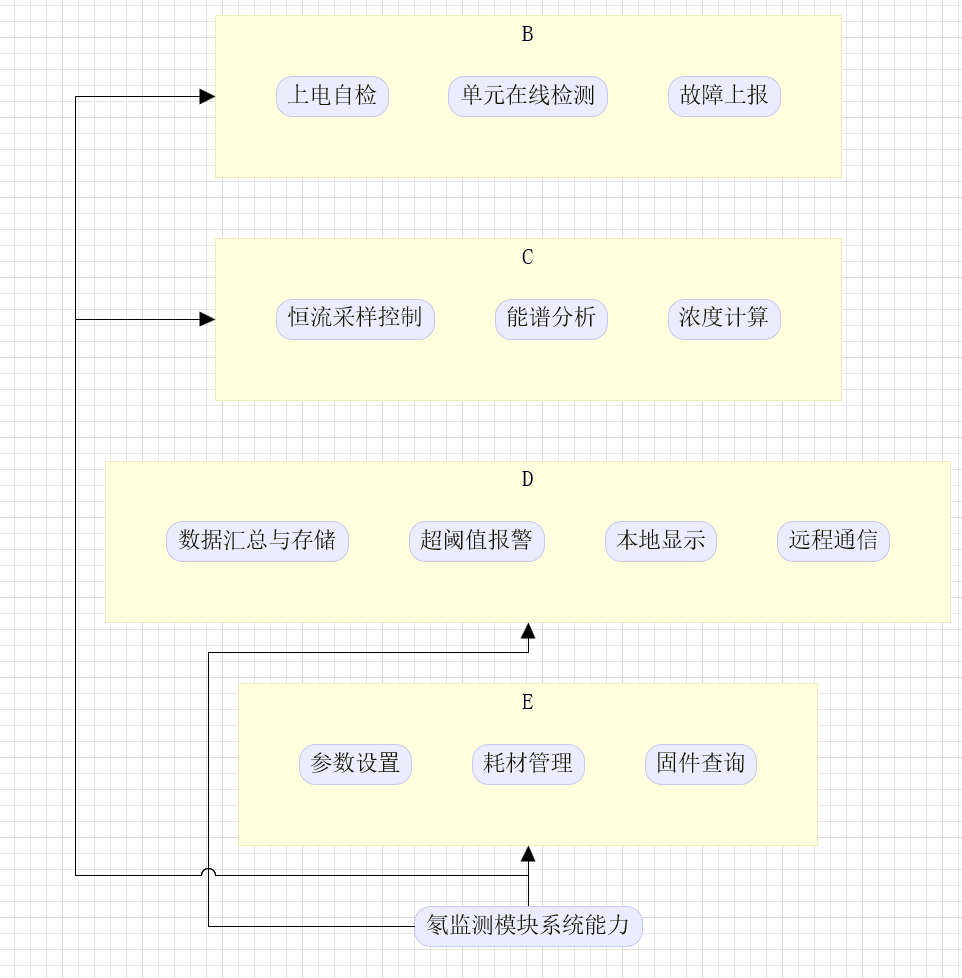 B
上电自检 单元在线检测 故障上报
C
恒流采样控制 能谱分析 浓度计算
D
数据汇总与存储 超阈值报警 本地显示 远程通信
E
参数设置 耗材管理 固件查询
氡监测模块系统能力